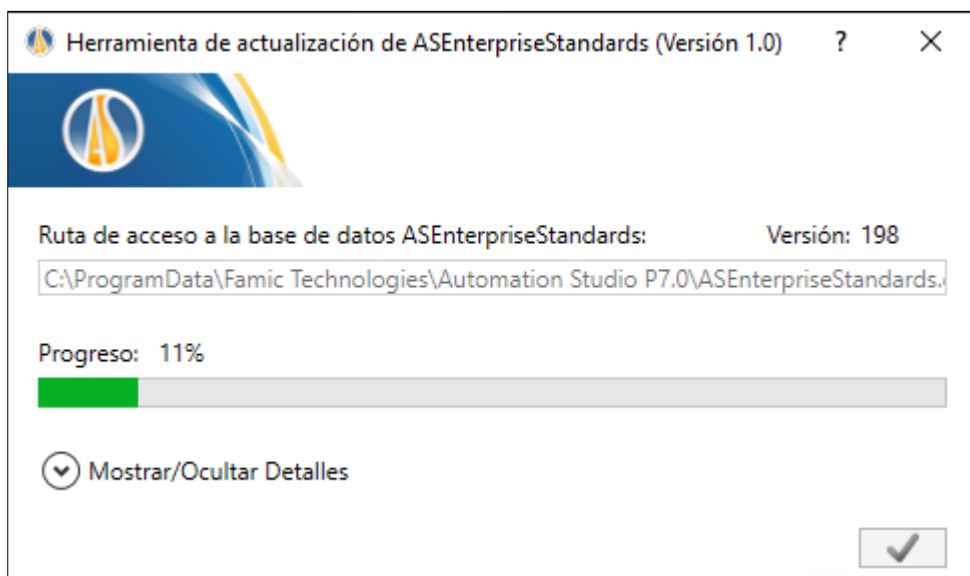 Herramienta de actualización de ASEnterpriseStandards (Versión 1.0) ?
AS
Ruta de acceso a la base de datos ASEnterpriseStandards: Versión: 198
C:\ProgramData\Famic Technologies\Automation Studio P7.0\ASEnterpriseStandards.
Progreso: 11%
Mostrar/Ocultar Detalles